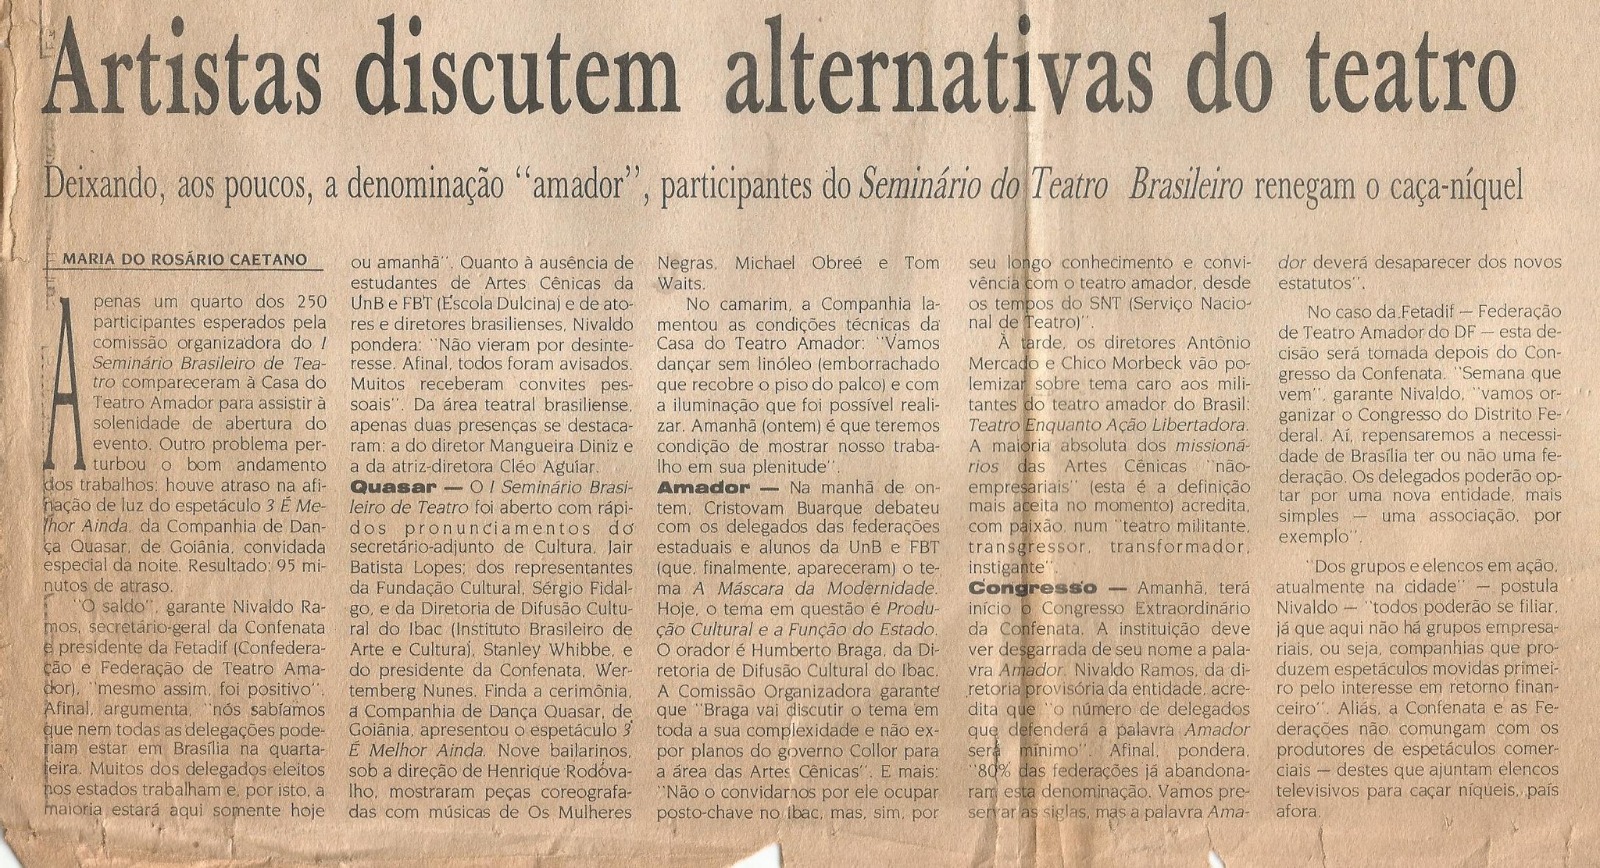 Artistas discutem alternativas do teatro
Deixando, aos poucos, a denominação “amador”, participantes do Seminário do Teatro Brasileiro renegam o caça-níquel
MARIA DO ROSÁRIO CAETANO
Apenas um quarto dos 250
participantes esperados pela
comissão organizadora do I
Seminário Brasileiro de Tea-
tro compareceram à Casa do
Teatro Amador para assistir à
solenidade de abertura do
evento. Outro problema per-
turbou o bom andamento
dos trabalhos: houve atraso na afi-
nação de luz do espetáculo 3 É Me-
lhor Ainda, da Companhia de Dan-
ça Quasar, de Goiânia, convidada
especial da noite. Resultado: 95 mi-
nutos de atraso.
"O saldo", garante Nivaldo Ra-
mos, secretário-geral da Confenata
e presidente da Fetadif (Confedera-
ção e Federação de Teatro Ama-
dor), "mesmo assim, foi positivo".
Afinal, argumenta, "nós sabíamos
que nem todas as delegações pode-
riam estar em Brasília na quarta-
feira. Muitos dos delegados eleitos
nos estados trabalham e, por isto, a
maioria estará aqui somente hoje
ou amanhã". Quanto à ausência de
estudantes de Artes Cênicas da
UnB e FBT (Escola Dulcina) e de ato-
res e diretores brasilienses, Nivaldo
pondera: "Não vieram por desinte-
resse. Afinal, todos foram avisados.
Muitos receberam convites pes-
soais". Da área teatral brasiliense,
apenas duas presenças se destaca-
ram: a do diretor Mangueira Diniz e
a da atriz-diretora Cléo Aguiar.
Quasar — O I Seminário Brasi-
leiro de Teatro foi aberto com rápi-
dos pronunciamentos do
secretário-adjunto de Cultura, Jair
Batista Lopes; dos representantes
da Fundação Cultural, Sérgio Fidal-
go, e da Diretoria de Difusão Cultu-
ral do Ibac (Instituto Brasileiro de
Arte e Cultura), Stanley Whibbe, e
do presidente da Confenata, Wer-
temberg Nunes. Finda a cerimônia,
a Companhia de Dança Quasar, de
Goiânia, apresentou o espetáculo 3
É Melhor Ainda. Nove bailarinos,
sob a direção de Henrique Rodova-
lho, mostraram peças coreografa-
das com músicas de Os Mulheres
Negras, Michael Obreé e Tom
Waits.
No camarim, a Companhia la-
mentou as condições técnicas da
Casa do Teatro Amador: "Vamos
dançar sem linóleo (emborrachado
que recobre o piso do palco) e com
a iluminação que foi possível reali-
zar. Amanhã (ontem) é que teremos
condição de mostrar nosso traba-
lho em sua plenitude".
Amador — Na manhã de on-
tem, Cristovam Buarque debateu
com os delegados das federações
estaduais e alunos da UnB e FBT
(que, finalmente, apareceram) o te-
ma A Máscara da Modernidade.
Hoje, o tema em questão é Produ-
ção Cultural e a Função do Estado.
O orador é Humberto Braga, da Di-
retoria de Difusão Cultural do Ibac.
A Comissão Organizadora garante
que "Braga vai discutir o tema em
toda a sua complexidade e não ex-
por planos do governo Collor para
a área das Artes Cênicas". E mais:
"Não o convidamos por ele ocupar
posto-chave no Ibac, mas, sim, por
seu longo conhecimento e convi-
vência com o teatro amador, desde
os tempos do SNT (Serviço Nacio-
nal de Teatro)".
À tarde, os diretores Antônio
Mercado e Chico Morbeck vão po-
lemizar sobre tema caro aos mili-
tantes do teatro amador do Brasil:
Teatro Enquanto Ação Libertadora.
A maioria absoluta dos missioná-
rios das Artes Cênicas "não-
empresariais" (esta é a definição
mais aceita no momento) acredita,
com paixão, num "teatro militante,
transgressor, transformador,
instigante".
Congresso — Amanhã, terá
início o Congresso Extraordinário
da Confenata. A instituição deve
ver desgarrada de seu nome a pala-
vra Amador. Nivaldo Ramos, da di-
retoria provisória da entidade, acre-
dita que "o número de delegados
que defenderá a palavra Amador
será mínimo". Afinal, pondera,
"80% das federações já abandona-
ram esta denominação. Vamos pre-
servar as siglas, mas a palavra Ama-
dor deverá desaparecer dos novos
estatutos".
No caso da Fetadif — Federação
de Teatro Amador do DF — esta de-
cisão será tomada depois do Con-
gresso da Confenata. "Semana que
vem", garante Nivaldo, "vamos or-
ganizar o Congresso do Distrito Fe-
deral. Aí, repensaremos a necessi-
dade de Brasília ter ou não uma fe-
deração. Os delegados poderão op-
tar por uma nova entidade, mais
simples — uma associação, por
exemplo".
"Dos grupos e elencos em ação,
atualmente na cidade" — postula
Nivaldo — "todos poderão se filiar,
já que aqui não há grupos empresa-
riais, ou seja, companhias que pro-
duzem espetáculos movidas primei-
ro pelo interesse em retorno finan-
ceiro". Aliás, a Confenata e as Fe-
derações não comungam com os
produtores de espetáculos comer-
ciais — destes que ajuntam elencos
televisivos para caçar níqueis, país
afora.